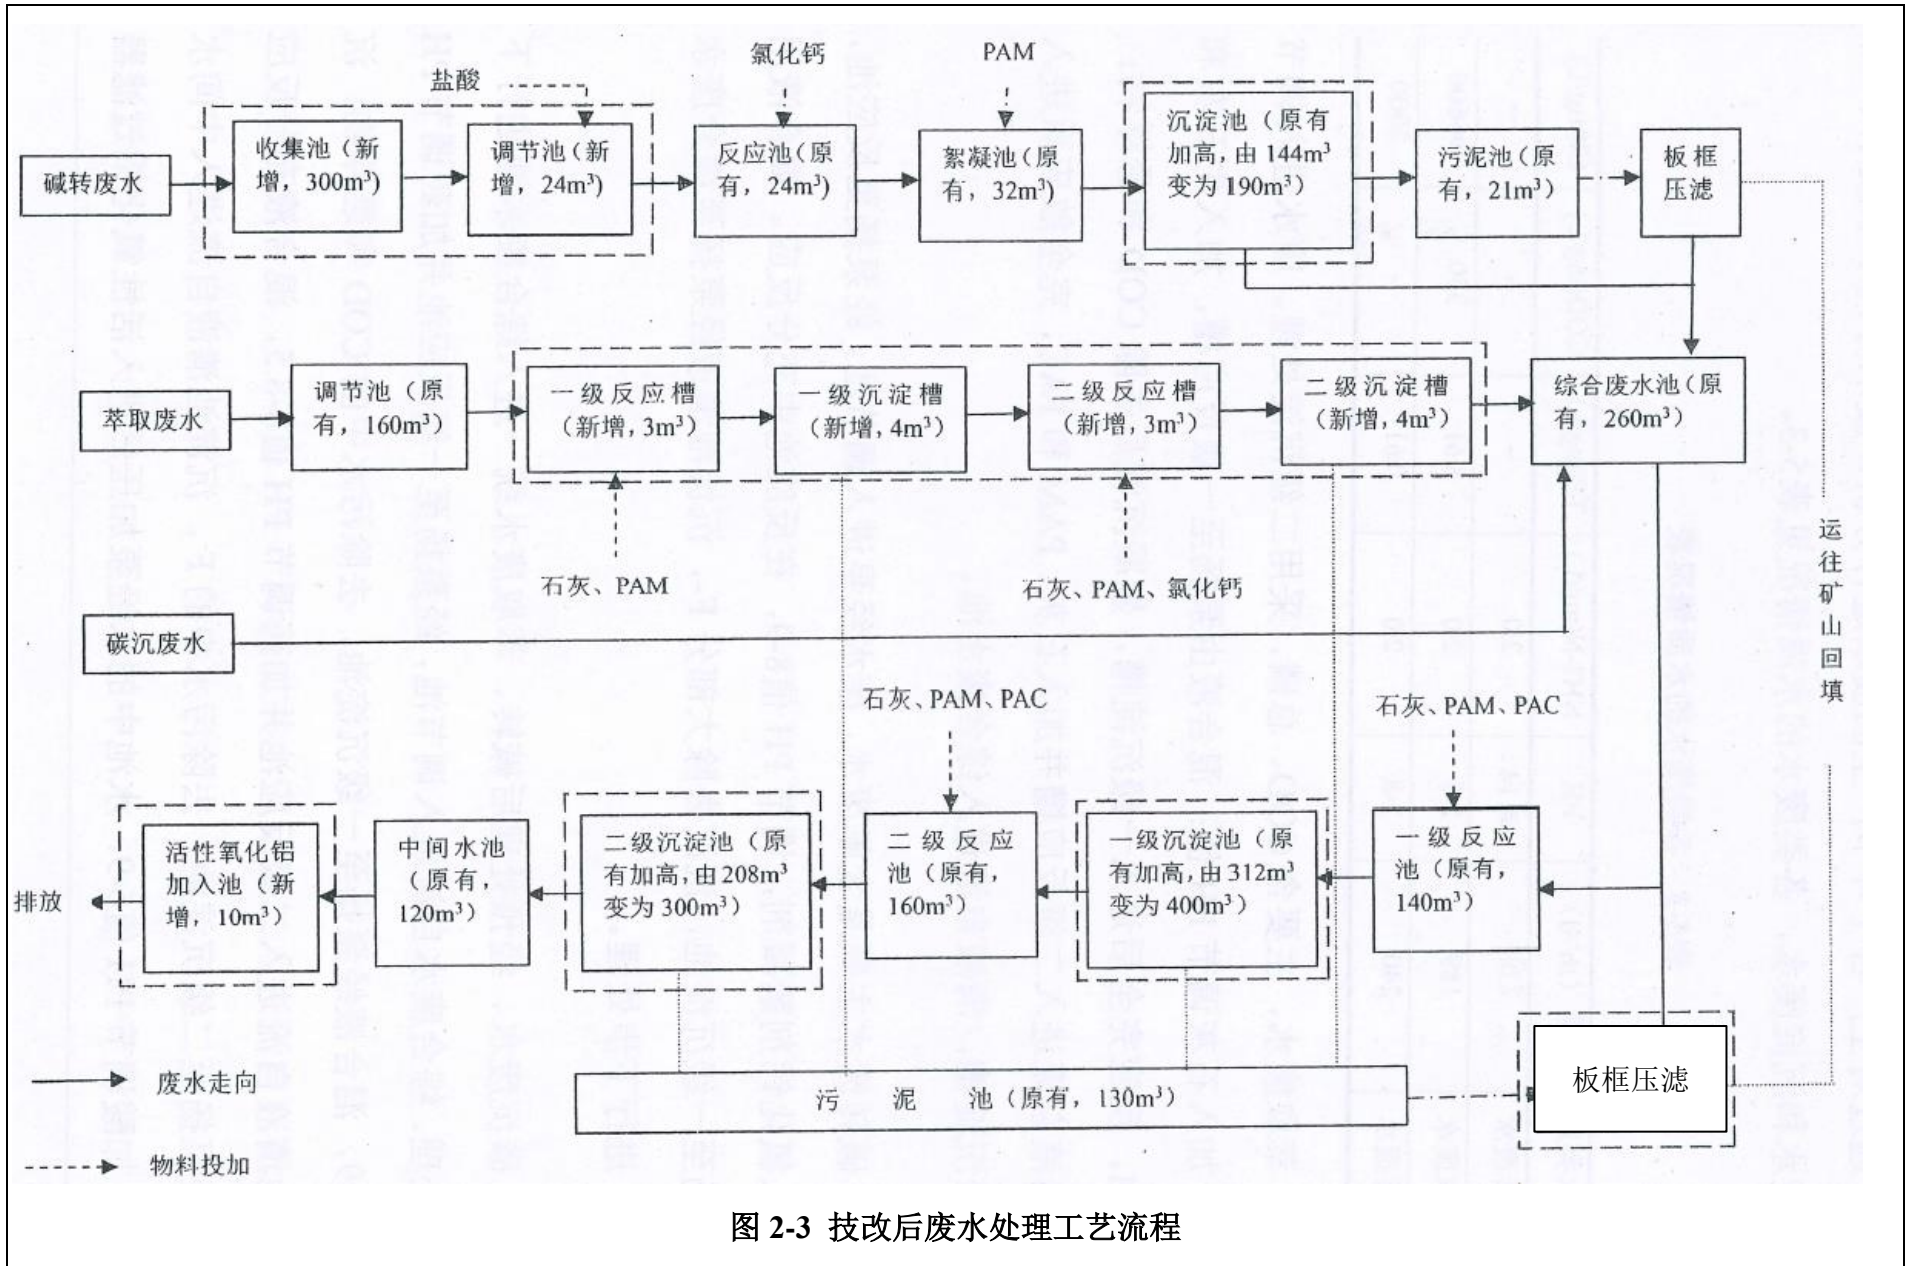 氯化钙
PAM
盐酸
碱转废水
收集池（新
增，300m³)
调节池（新
增，24m³)
反应池（原
有，24m³)
絮凝池（原
有，32m³)
沉淀池（原有
加高，由144m³
变为190m³）
污泥池（原
有，21m³）
板框
压滤
萃取废水
调节池（原
有，160m³）
一级反应槽
（新增，3m³）
一级沉淀槽
（新增，4m³）
二级反应槽
（新增，3m³）
二级沉淀槽
（新增，4m³）
综合废水池（原
有，260m³）
石灰、PAM
石灰、PAM、氯化钙
运往矿山回填
碳沉废水
石灰、PAM、PAC
石灰、PAM、PAC
排放
活性氧化铝
加入池（新
增，10m³）
中间水池
（原有，
120m³）
二级沉淀池（原
有加高，由208m³
变为300m³）
二级反应
池（原有，
160m³）
一级沉淀池（原
有加高，由312m³
变为400m³）
一级反应
池（原有，
140m³）
污泥池（原有，130m³）
板框压滤
废水走向
物料投加
图 2-3 技改后废水处理工艺流程